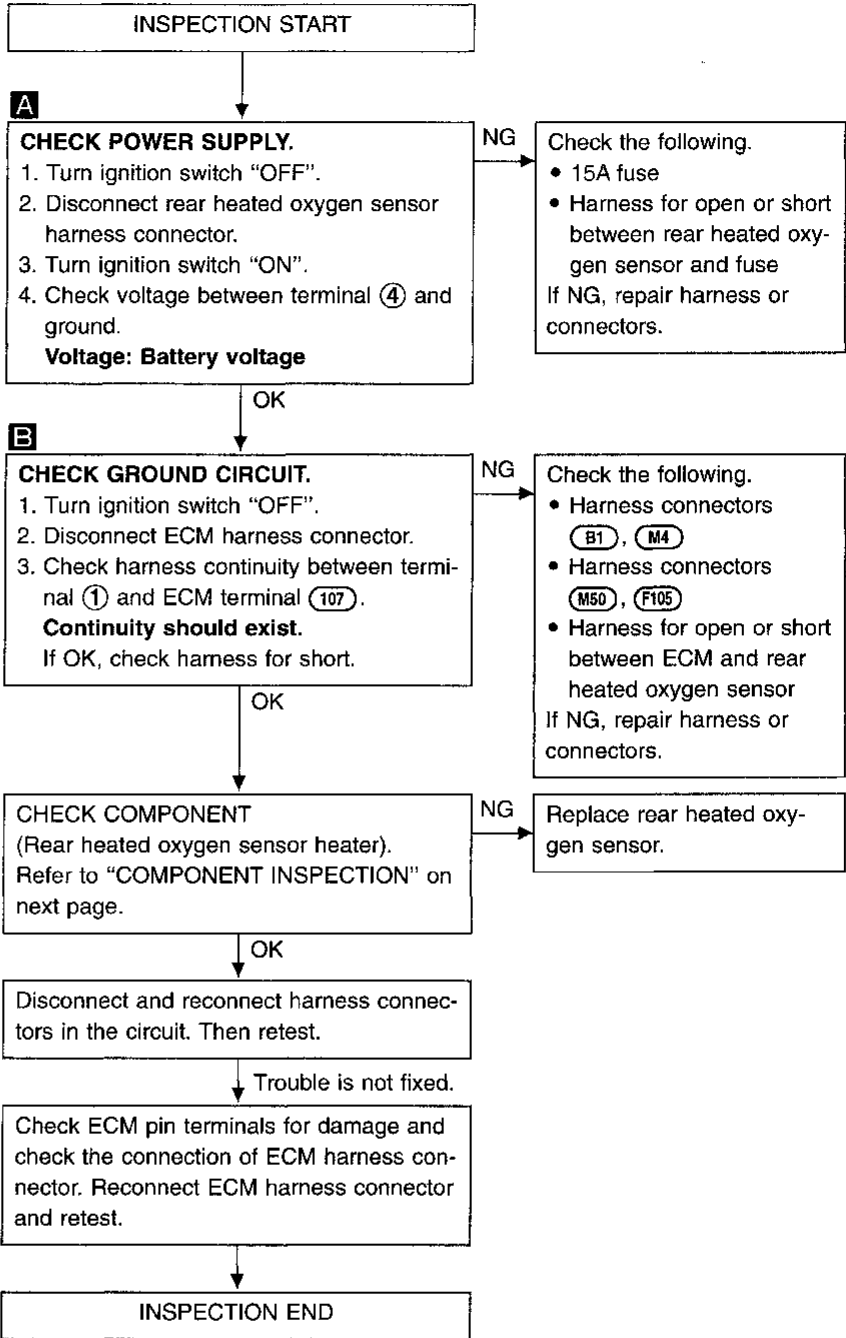 INSPECTION START
A
CHECK POWER SUPPLY.
1. Turn ignition switch “OFF”.
2. Disconnect rear heated oxygen sensor
harness connector.
3. Turn ignition switch “ON”.
4. Check voltage between terminal ④ and
ground.
Voltage: Battery voltage
NG
Check the following.
• 15A fuse
• Harness for open or short
between rear heated oxy-
gen sensor and fuse
If NG, repair harness or
connectors.
OK
B
CHECK GROUND CIRCUIT.
1. Turn ignition switch “OFF”.
2. Disconnect ECM harness connector.
3. Check harness continuity between termi-
nal ① and ECM terminal (107).
Continuity should exist.
If OK, check harness for short.
NG
Check the following.
• Harness connectors
(B1), (M4)
• Harness connectors
(M50), (F105)
• Harness for open or short
between ECM and rear
heated oxygen sensor
If NG, repair harness or
connectors.
OK
CHECK COMPONENT
(Rear heated oxygen sensor heater).
Refer to “COMPONENT INSPECTION” on
next page.
NG
Replace rear heated oxy-
gen sensor.
OK
Disconnect and reconnect harness connec-
tors in the circuit. Then retest.
Trouble is not fixed.
Check ECM pin terminals for damage and
check the connection of ECM harness con-
nector. Reconnect ECM harness connector
and retest.
INSPECTION END